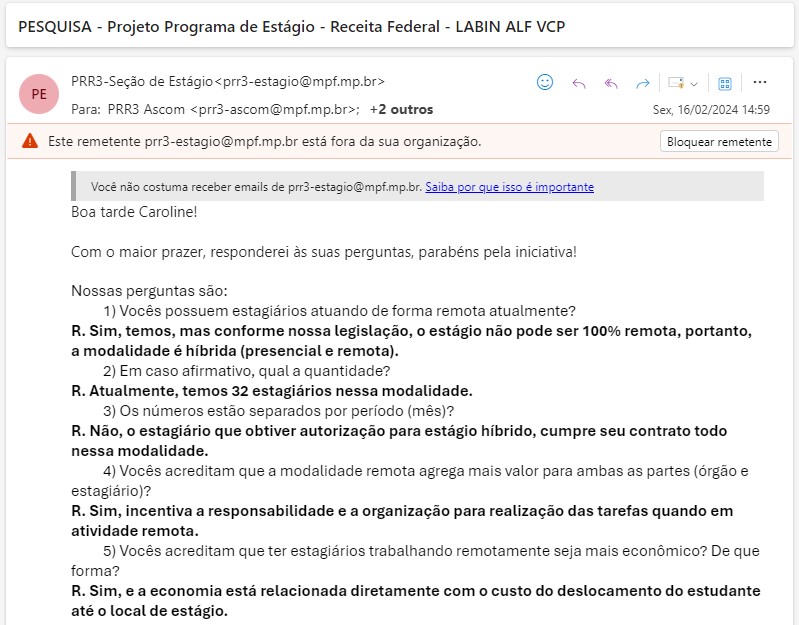 PESQUISA - Projeto Programa de Estágio - Receita Federal - LABIN ALF VCP
PE
PRR3-Seção de Estágio<prr3-estagio@mpf.mp.br>
Para: PRR3 Ascom <prr3-ascom@mpf.mp.br>; +2 outros
Sex, 16/02/2024 14:59
Este remetente prr3-estagio@mpf.mp.br está fora da sua organização.
Bloquear remetente
Você não costuma receber emails de prr3-estagio@mpf.mp.br. Saiba por que isso é importante
Boa tarde Caroline!
Com o maior prazer, responderei às suas perguntas, parabéns pela iniciativa!
Nossas perguntas são:
1) Vocês possuem estagiários atuando de forma remota atualmente?
R. Sim, temos, mas conforme nossa legislação, o estágio não pode ser 100% remota, portanto,
a modalidade é híbrida (presencial e remota).
2) Em caso afirmativo, qual a quantidade?
R. Atualmente, temos 32 estagiários nessa modalidade.
3) Os números estão separados por período (mês)?
R. Não, o estagiário que obtiver autorização para estágio híbrido, cumpre seu contrato todo
nessa modalidade.
4) Vocês acreditam que a modalidade remota agrega mais valor para ambas as partes (órgão e
estagiário)?
R. Sim, incentiva a responsabilidade e a organização para realização das tarefas quando em
atividade remota.
5) Vocês acreditam que ter estagiários trabalhando remotamente seja mais econômico? De que
forma?
R. Sim, e a economia está relacionada diretamente com o custo do deslocamento do estudante
até o local de estágio.